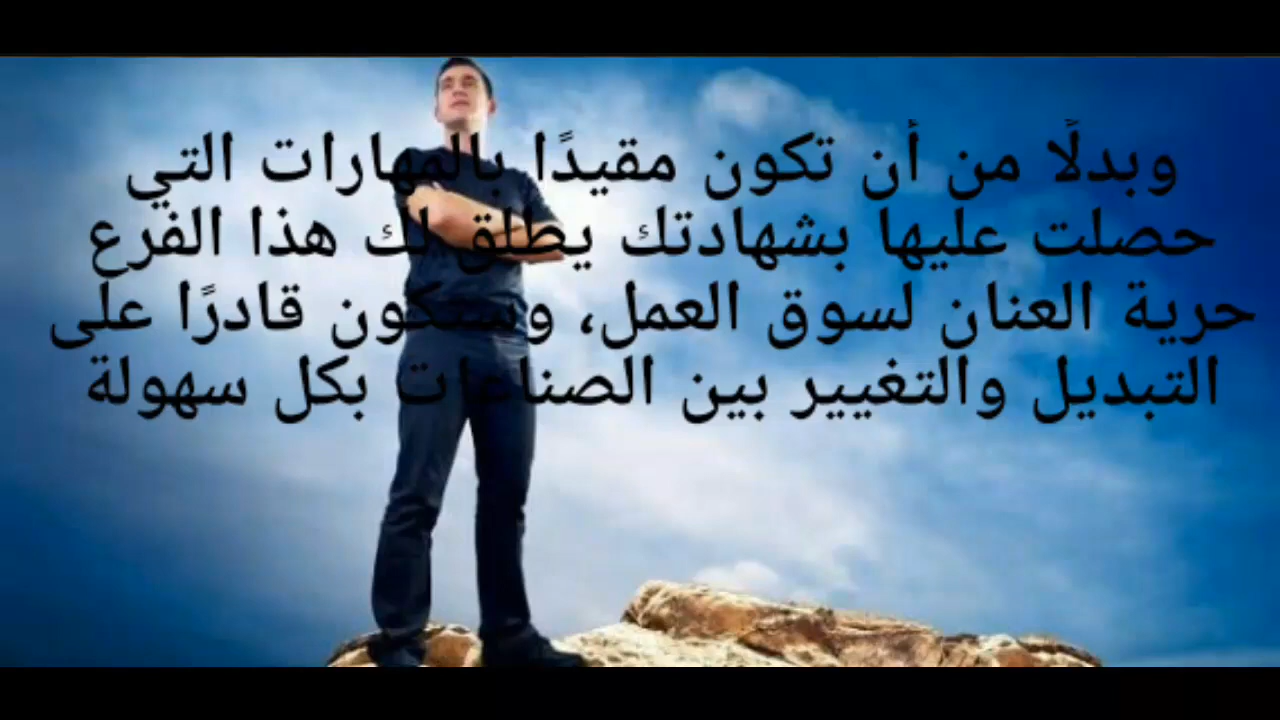 وبدلًا من أن تكون مقيدًا بالمهارات التي
حصلت عليها بشهادتك يطلق لك هذا الفرع
حرية العنان لسوق العمل، وستكون قادرًا على
التبديل والتغيير بين الصناعات بكل سهولة